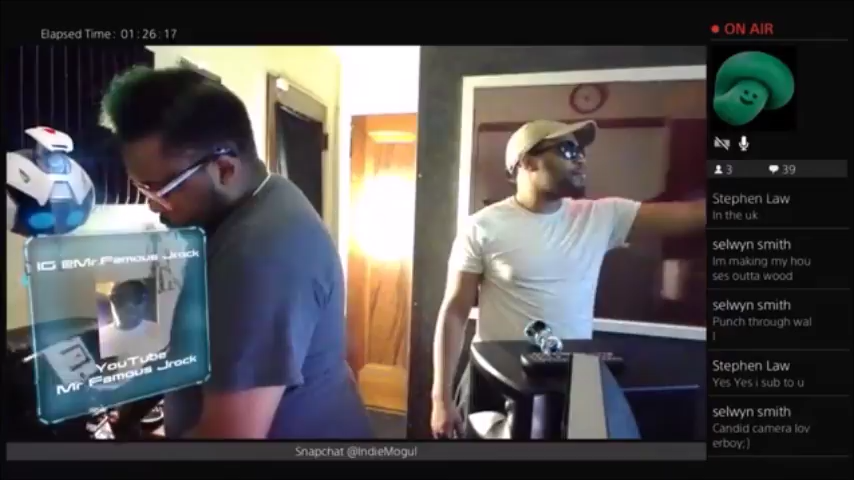 Elapsed Time: 01:26:17
ON AIR
3
39
Stephen Law
In the uk
selwyn smith
Im making my hou
ses outta wood
selwyn smith
Punch through wal
l
Stephen Law
Yes Yes i sub to u
selwyn smith
Candid camera lov
erboy;)
IG @Mr.Famous Jrock
YouTube
Mr Famous Jrock
Snapchat @IndieMogul